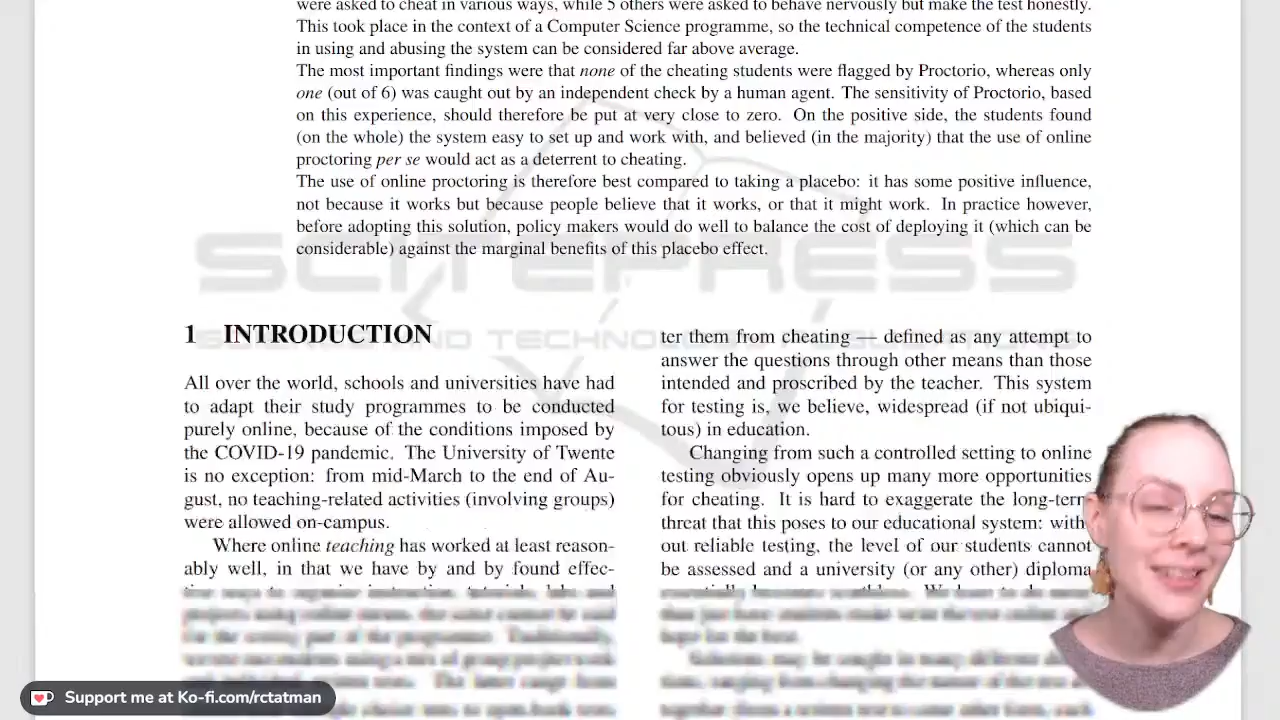 were asked to cheat in various ways, while 5 others were asked to behave nervously but make the test honestly.
This took place in the context of a Computer Science programme, so the technical competence of the students
in using and abusing the system can be considered far above average.
The most important findings were that none of the cheating students were flagged by Proctorio, whereas only
one (out of 6) was caught out by an independent check by a human agent. The sensitivity of Proctorio, based
on this experience, should therefore be put at very close to zero. On the positive side, the students found
(on the whole) the system easy to set up and work with, and believed (in the majority) that the use of online
proctoring per se would act as a deterrent to cheating.
The use of online proctoring is therefore best compared to taking a placebo: it has some positive influence,
not because it works but because people believe that it works, or that it might work. In practice however,
before adopting this solution, policy makers would do well to balance the cost of deploying it (which can be
considerable) against the marginal benefits of this placebo effect.
SCITEPRESS
SCIENCE AND TECHNOLOGY PUBLICATIONS
1 INTRODUCTION
All over the world, schools and universities have had
to adapt their study programmes to be conducted
purely online, because of the conditions imposed by
the COVID-19 pandemic. The University of Twente
is no exception: from mid-March to the end of Au-
gust, no teaching-related activities (involving groups)
were allowed on-campus.
Where online teaching has worked at least reason-
ably well, in that we have by and by found effec-
ter them from cheating — defined as any attempt to
answer the questions through other means than those
intended and proscribed by the teacher. This system
for testing is, we believe, widespread (if not ubiqui-
tous) in education.
Changing from such a controlled setting to online
testing obviously opens up many more opportunities
for cheating. It is hard to exaggerate the long-term
threat that this poses to our educational system: with-
out reliable testing, the level of our students cannot
be assessed and a university (or any other) diploma
Support me at Ko-fi.com/rctatman